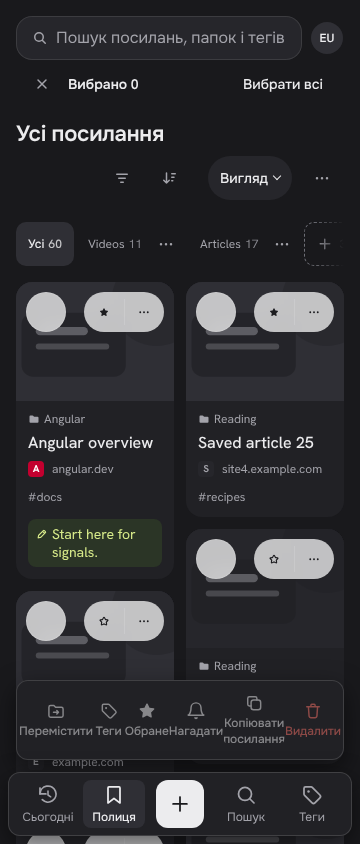 Пошук посилань, папок і тегів
EU
Вибрано 0
Вибрати всі
Усі посилання
Вигляд
Усі 60
Videos 11
Articles 17
Angular
Angular overview
A angular.dev
#docs
Start here for
signals.
Reading
Saved article 25
S site4.example.com
#recipes
Reading
Перемістити
Теги
Обране
Нагадати
Копіювати
посилання
Видалити
E example.com
Сьогодні
Полиця
Пошук
Теги